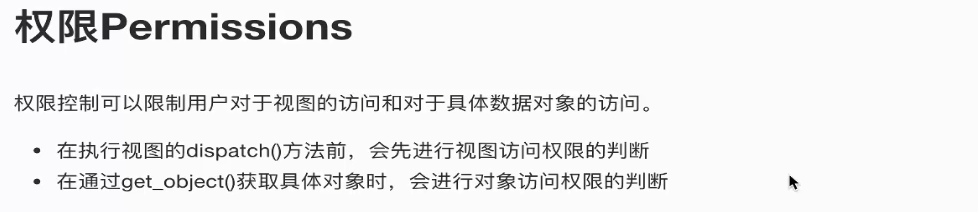 权限Permissions
权限控制可以限制用户对于视图的访问和对于具体数据对象的访问。
• 在执行视图的dispatch()方法前，会先进行视图访问权限的判断
• 在通过get_object()获取具体对象时，会进行对象访问权限的判断